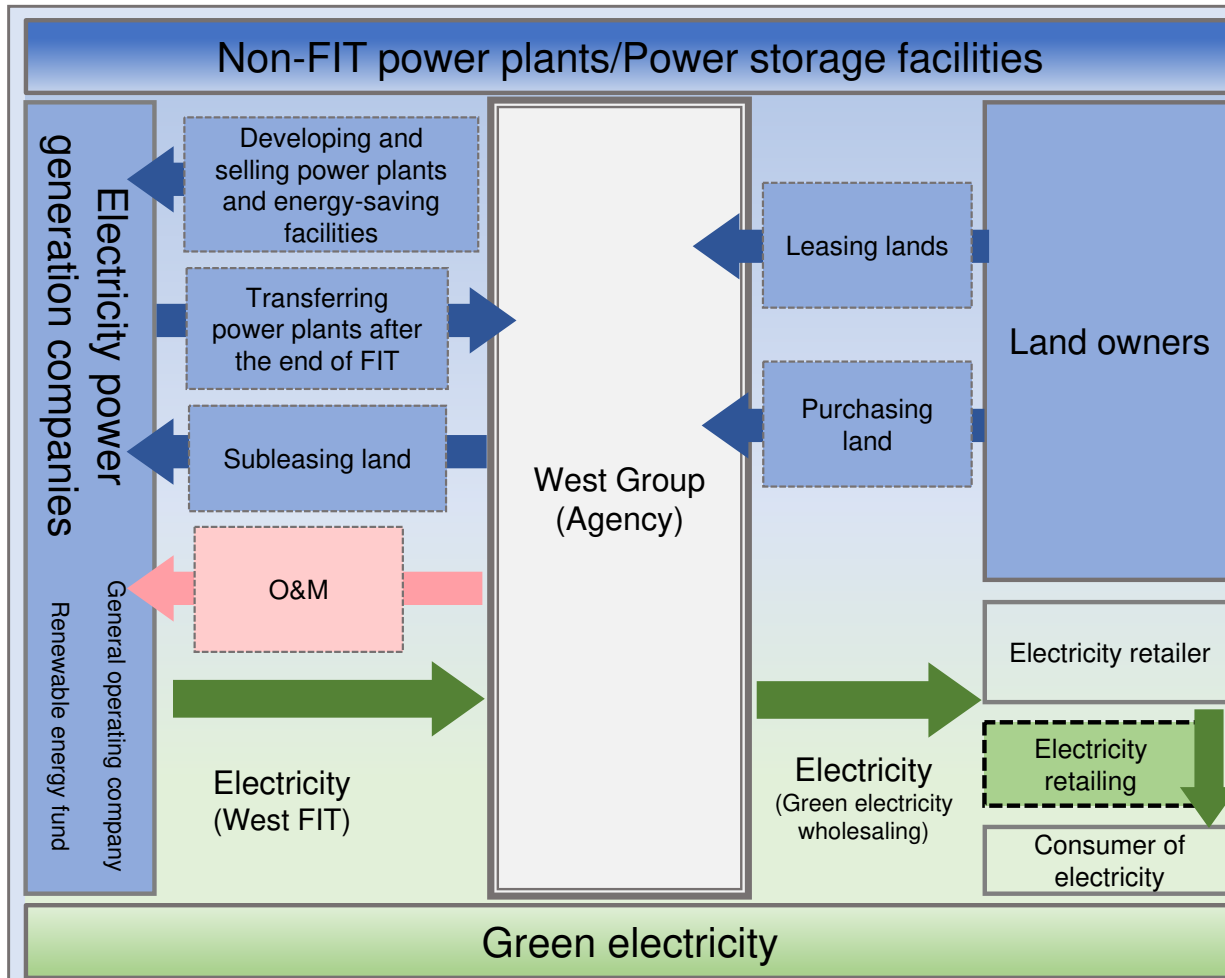 Non-FIT power plants/Power storage facilities
Electricity power
generation companies
General operating company
Renewable energy fund
Developing and
selling power plants
and energy-saving
facilities
Transferring
power plants after
the end of FIT
Subleasing land
O&M
Electricity
(West FIT)
West Group
(Agency)
Leasing lands
Purchasing
land
Land owners
Electricity
(Green electricity
wholesaling)
Electricity retailer
Electricity
retailing
Consumer of
electricity
Green electricity